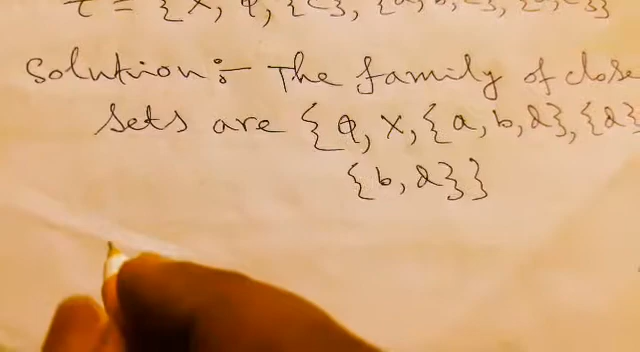 τ = {X, φ, {c}, {a, b, c}, {a, c}}
Solution :- The family of close
sets are {φ, X, {a, b, d}, {d}
{b, d}}